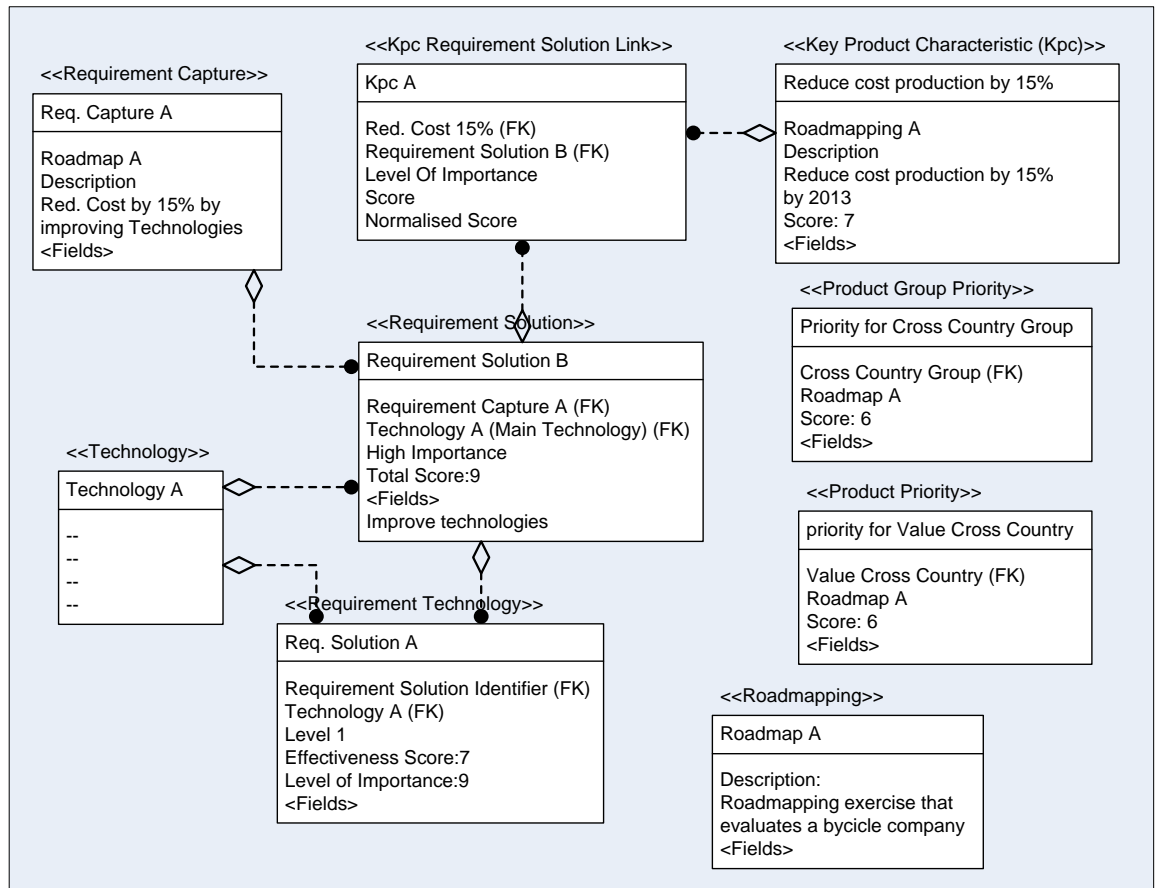 <<Requirement Capture>>
Req. Capture A
Roadmap A
Description
Red. Cost by 15% by
improving Technologies
<Fields>
<<Kpc Requirement Solution Link>>
Kpc A
Red. Cost 15% (FK)
Requirement Solution B (FK)
Level Of Importance
Score
Normalised Score
<<Key Product Characteristic (Kpc)>>
Reduce cost production by 15%
Roadmapping A
Description
Reduce cost production by 15%
by 2013
Score: 7
<Fields>
<<Requirement Solution>>
Requirement Solution B
Requirement Capture A (FK)
Technology A (Main Technology) (FK)
High Importance
Total Score:9
<Fields>
Improve technologies
<<Product Group Priority>>
Priority for Cross Country Group
Cross Country Group (FK)
Roadmap A
Score: 6
<Fields>
<<Technology>>
Technology A
--
--
--
--
<<Product Priority>>
priority for Value Cross Country
Value Cross Country (FK)
Roadmap A
Score: 6
<Fields>
<<Requirement Technology>>
Req. Solution A
Requirement Solution Identifier (FK)
Technology A (FK)
Level 1
Effectiveness Score:7
Level of Importance:9
<Fields>
<<Roadmapping>>
Roadmap A
Description:
Roadmapping exercise that
evaluates a bycicle company
<Fields>